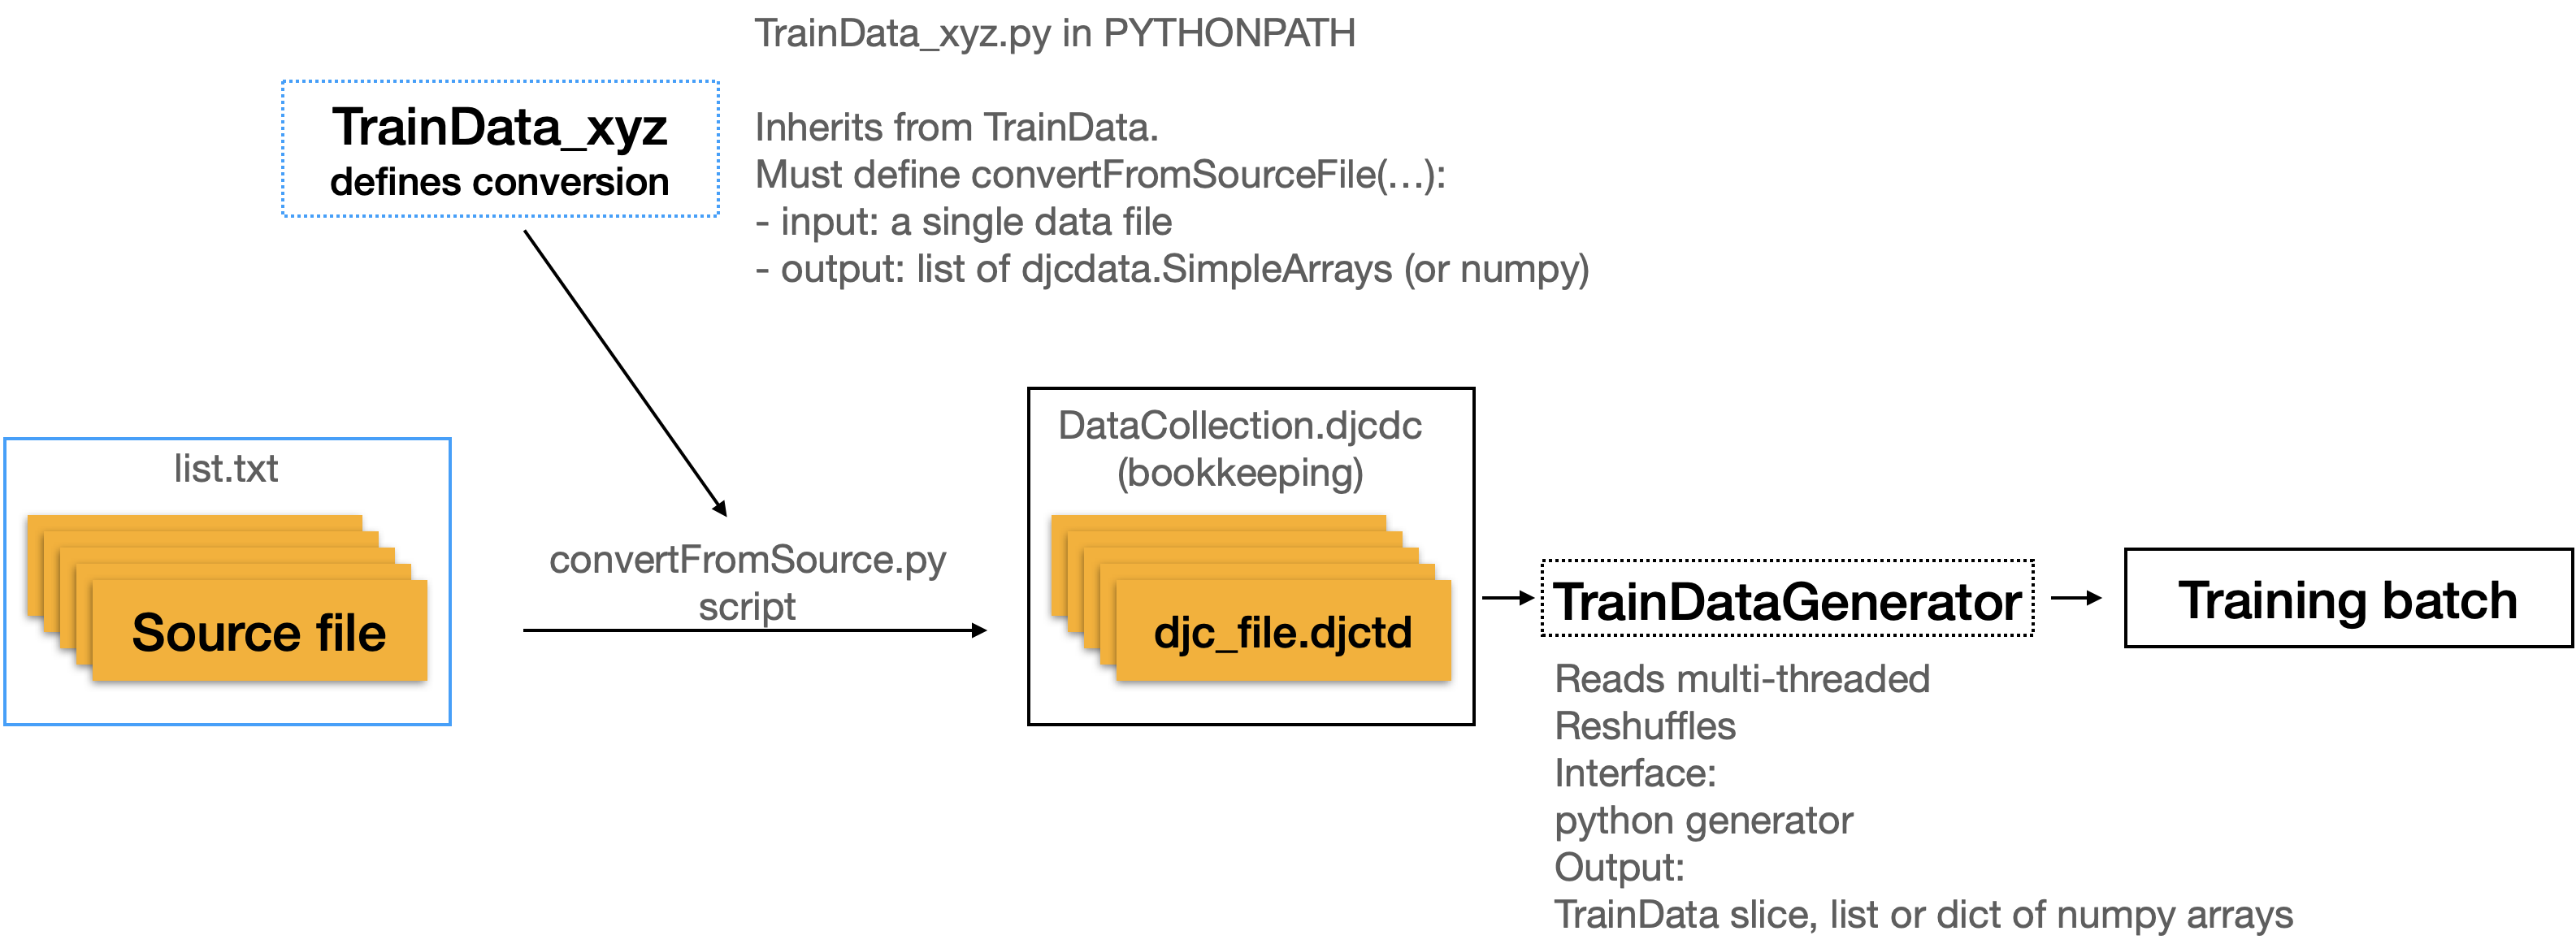 TrainData_xyz.py in PYTHONPATH
TrainData_xyz
defines conversion
Inherits from TrainData.
Must define convertFromSourceFile(…):
- input: a single data file
- output: list of djcdata.SimpleArrays (or numpy)
list.txt
Source file
convertFromSource.py
script
DataCollection.djcdc
(bookkeeping)
djc_file.djctd
TrainDataGenerator
Training batch
Reads multi-threaded
Reshuffles
Interface:
python generator
Output:
TrainData slice, list or dict of numpy arrays